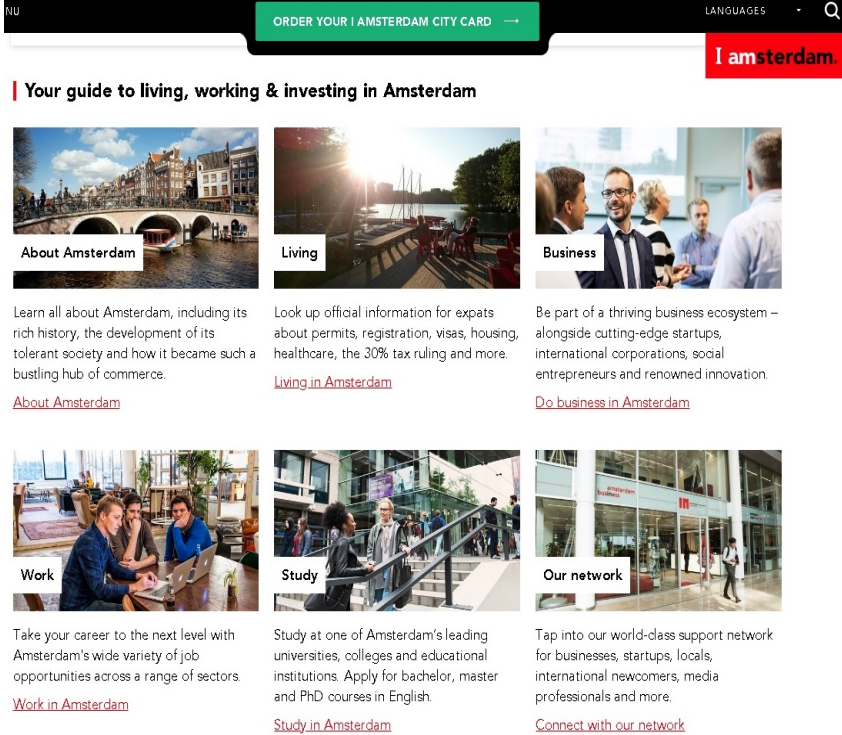 NU
ORDER YOUR I AMSTERDAM CITY CARD →
LANGUAGES
I amsterdam.
Your guide to living, working & investing in Amsterdam
About Amsterdam
Learn all about Amsterdam, including its
rich history, the development of its
tolerant society and how it became such a
bustling hub of commerce.
About Amsterdam
Living
Look up official information for expats
about permits, registration, visas, housing,
healthcare, the 30% tax ruling and more.
Living in Amsterdam
Business
Be part of a thriving business ecosystem –
alongside cutting-edge startups,
international corporations, social
entrepreneurs and renowned innovation.
Do business in Amsterdam
Work
Take your career to the next level with
Amsterdam's wide variety of job
opportunities across a range of sectors.
Work in Amsterdam
Study
Study at one of Amsterdam's leading
universities, colleges and educational
institutions. Apply for bachelor, master
and PhD courses in English.
Study in Amsterdam
amsterdam
business
IN
Our network
Tap into our world-class support network
for businesses, startups, locals,
international newcomers, media
professionals and more.
Connect with our network